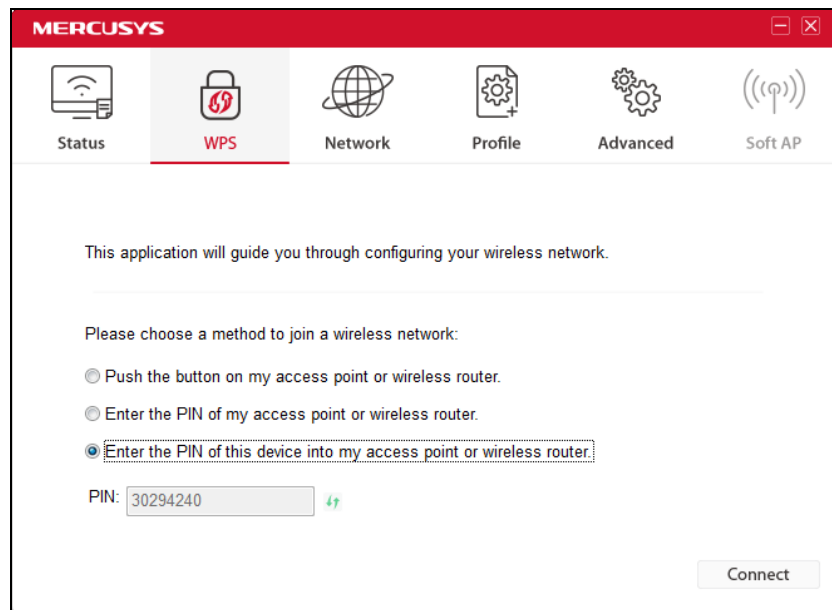 MERCUSYS
Status WPS Network Profile Advanced Soft AP
This application will guide you through configuring your wireless network.
Please choose a method to join a wireless network:
Push the button on my access point or wireless router.
Enter the PIN of my access point or wireless router.
Enter the PIN of this device into my access point or wireless router.
PIN: 30294240
Connect